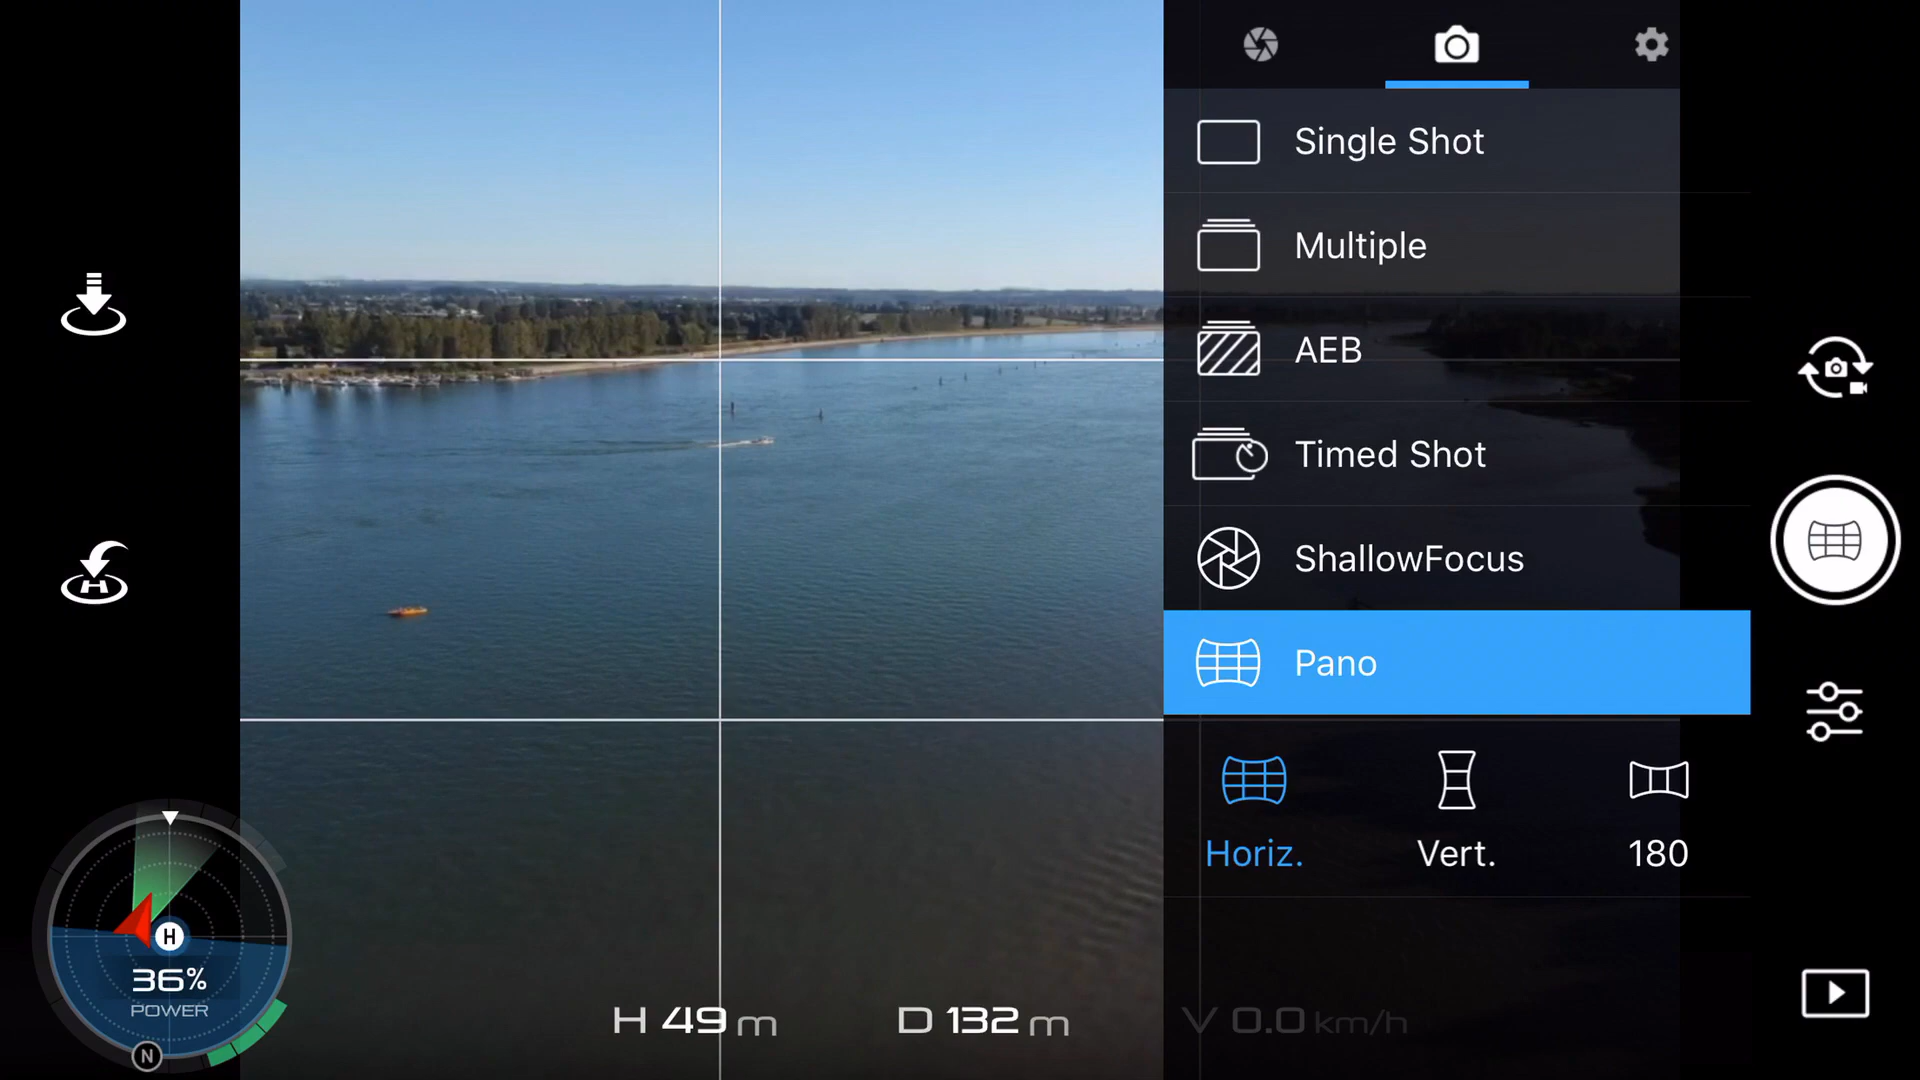 Single Shot
Multiple
AEB
Timed Shot
ShallowFocus
Pano
Horiz. Vert. 180
H
36%
POWER
N
H 49 m D 132 m V 0.0 km/h